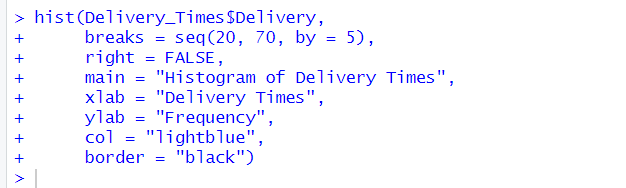 > hist(Delivery_Times$Delivery,
+      breaks = seq(20, 70, by = 5),
+      right = FALSE,
+      main = "Histogram of Delivery Times",
+      xlab = "Delivery Times",
+      ylab = "Frequency",
+      col = "lightblue",
+      border = "black")
>